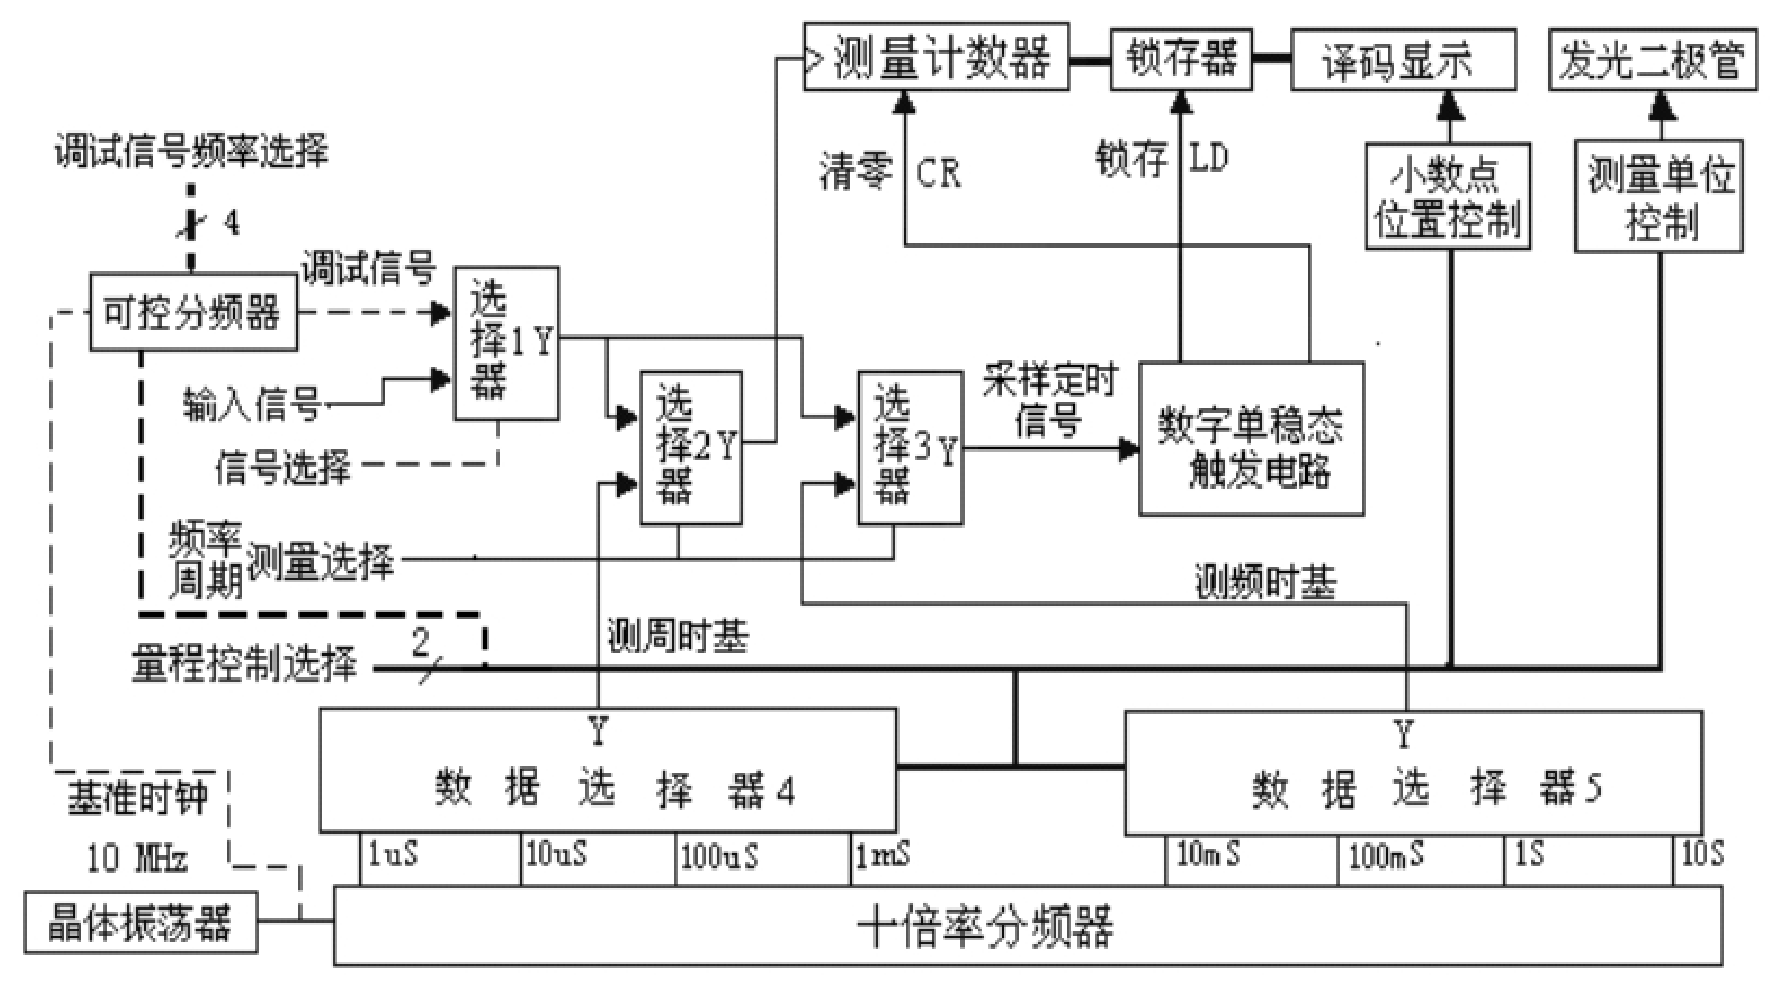 测量计数器
锁存器
译码显示
发光二极管
调试信号频率选择
4
清零 CR
锁存 LD
小数点
位置控制
测量单位
控制
可控分频器
调试信号
选
择1 Y
器
输入信号
信号选择
选
择2 Y
器
选
择3 Y
器
采样定时
信号
数字单稳态
触发电路
频率
周期
测量选择
测频时基
测周时基
量程控制选择
2
Y
数 据 选 择 器4
Y
数 据 选 择 器5
基准时钟
10 MHz
1uS
10uS
100uS
1mS
10mS
100mS
1S
10S
晶体振荡器
十倍率分频器